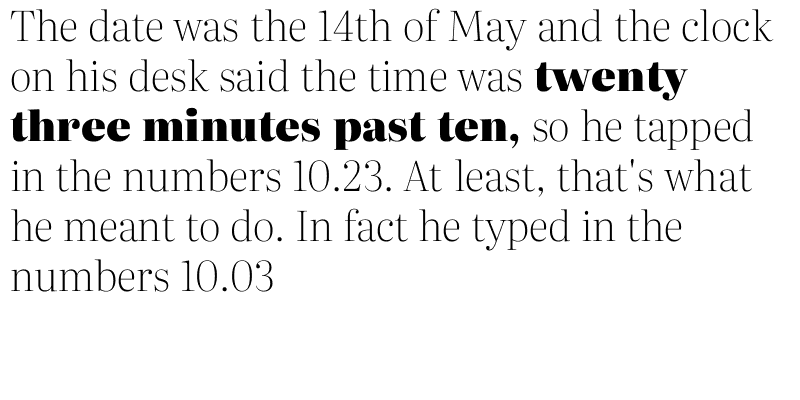 The date was the 14th of May and the clock
on his desk said the time was twenty
three minutes past ten, so he tapped
in the numbers 10.23. At least, that's what
he meant to do. In fact he typed in the
numbers 10.03